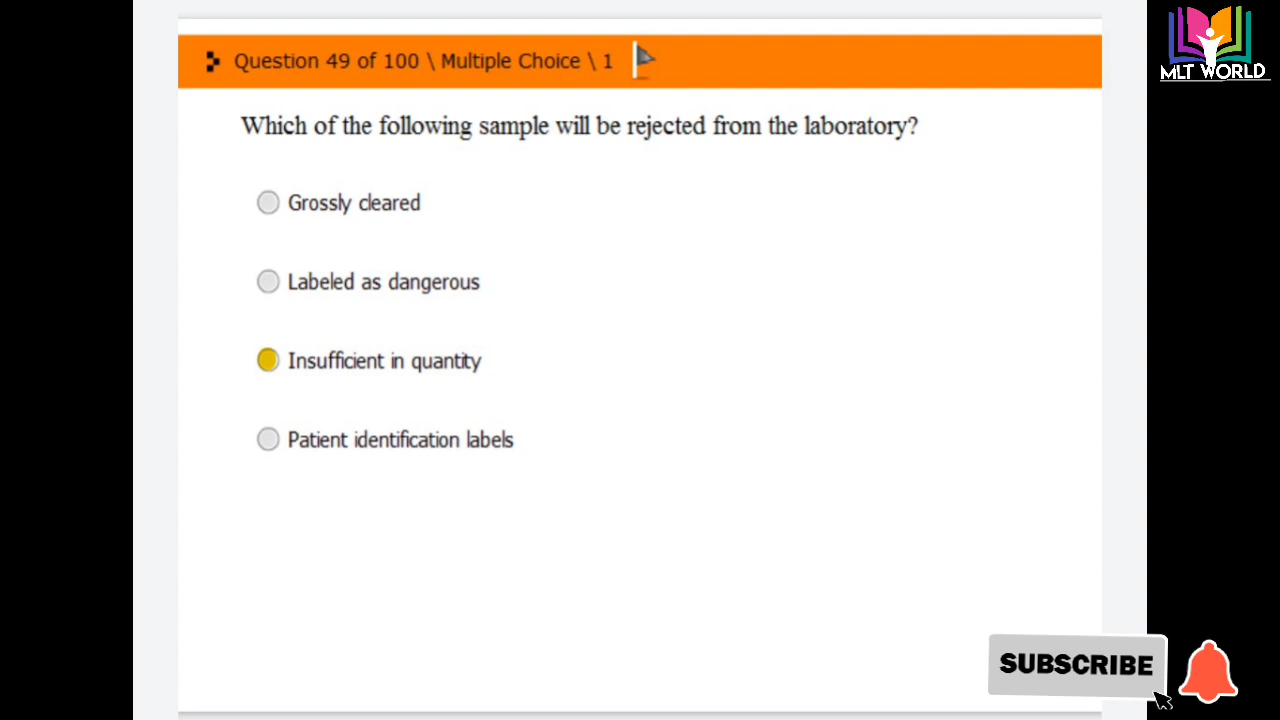 MLT WORLD
Question 49 of 100 \ Multiple Choice \ 1
Which of the following sample will be rejected from the laboratory?
Grossly cleared
Labeled as dangerous
Insufficient in quantity
Patient identification labels
SUBSCRIBE